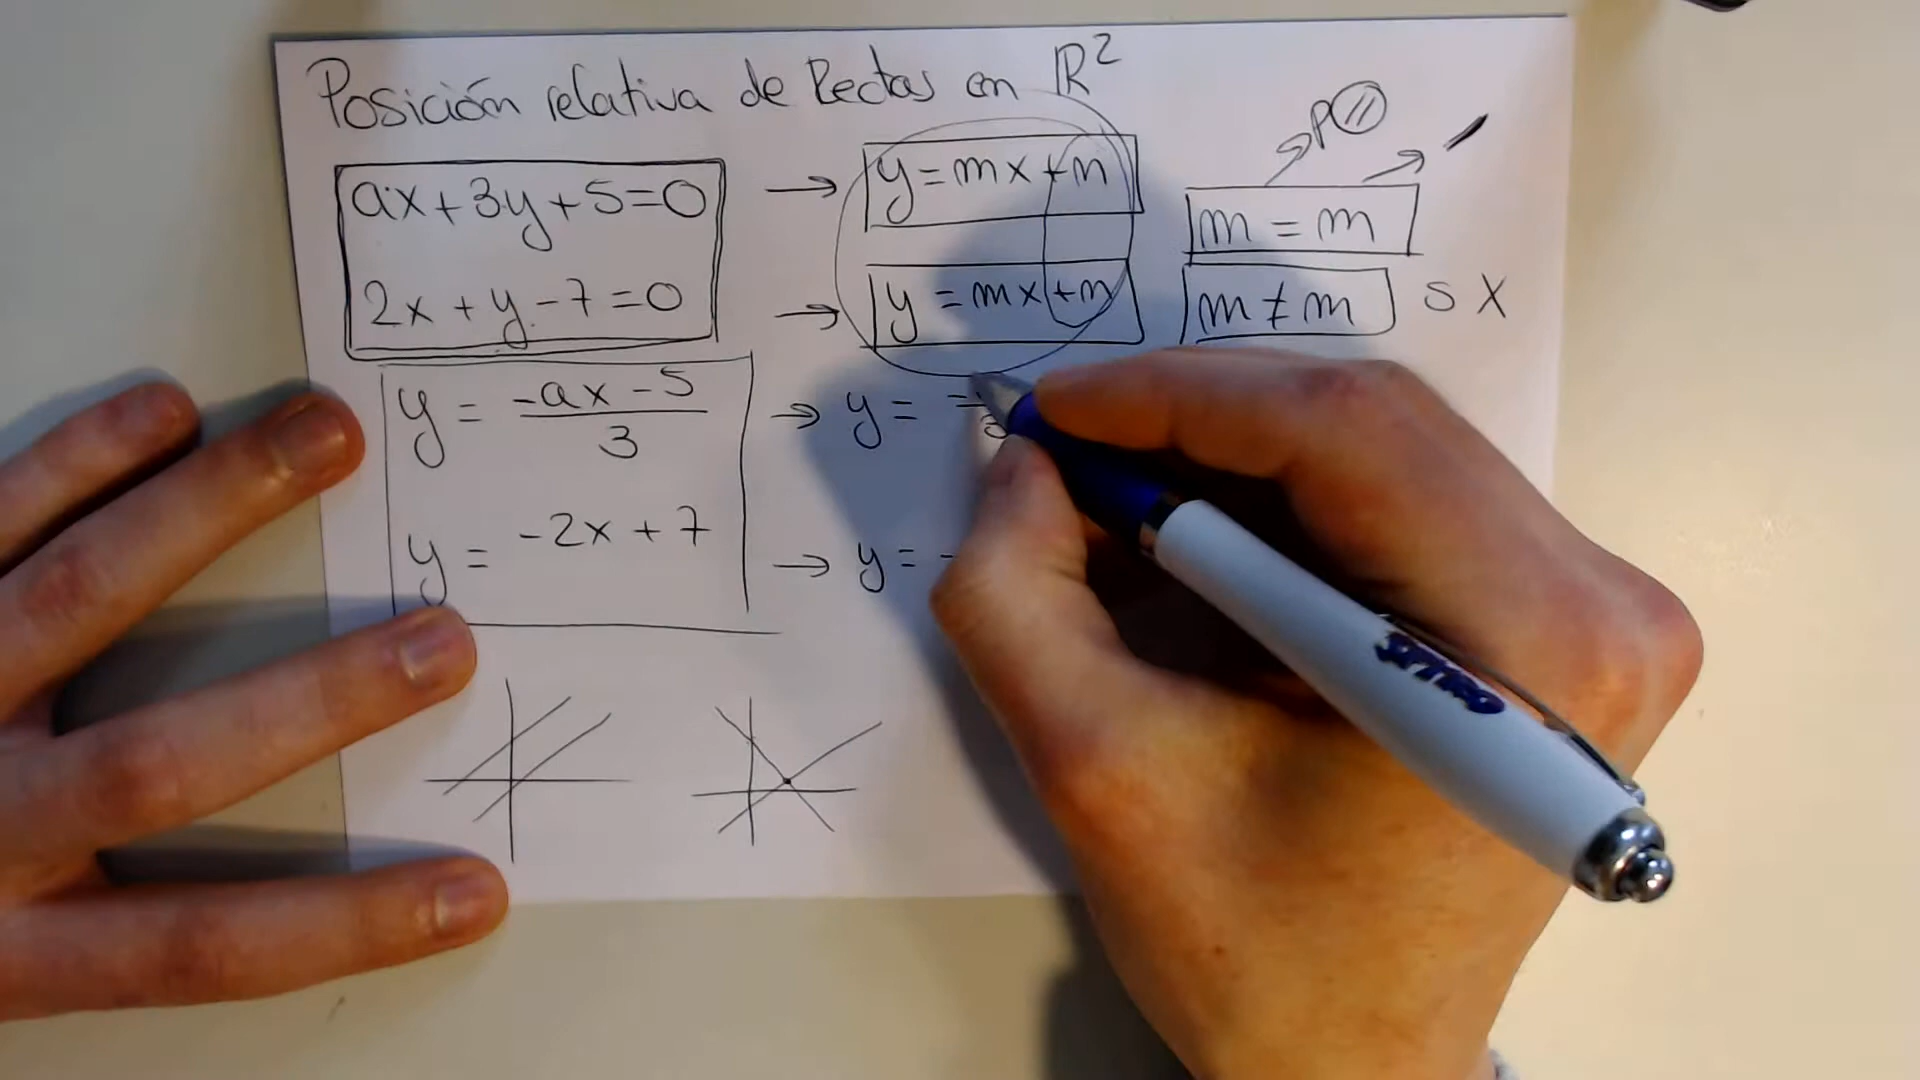 Posición relativa de Rectas en ℝ²
ax+3y+5=0 → y=mx+n
2x+y-7=0 → y=mx+n
P //
m = m
m ≠ m S X
y = -ax-5 / 3 → y = -
y = -2x+7 → y = -